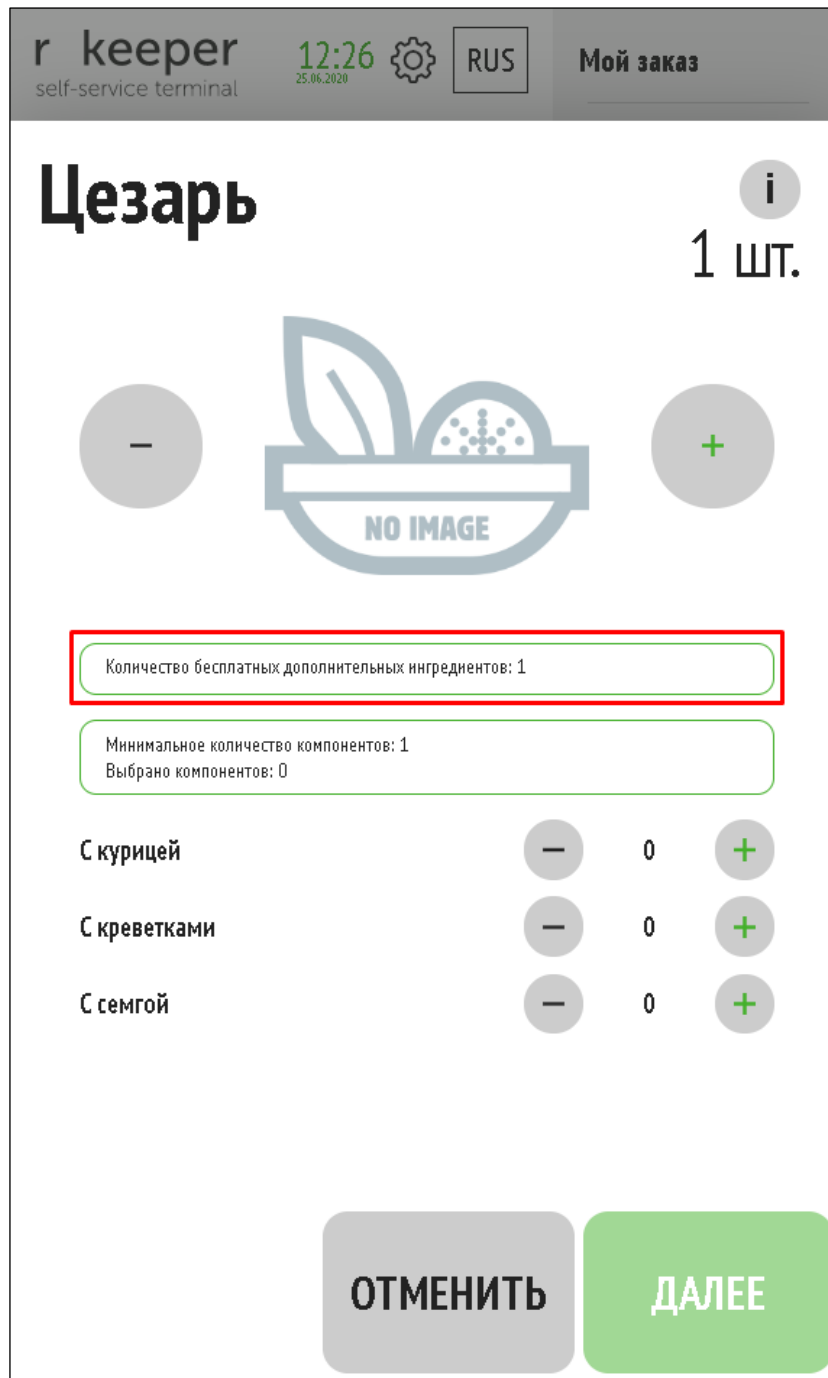 r keeper
self-service terminal
12:26
25.06.2020
RUS
Мой заказ
Цезарь
i
1 шт.
−
+
NO IMAGE
Количество бесплатных дополнительных ингредиентов: 1
Минимальное количество компонентов: 1
Выбрано компонентов: 0
С курицей − 0 +
С креветками − 0 +
С семгой − 0 +
ОТМЕНИТЬ
ДАЛЕЕ